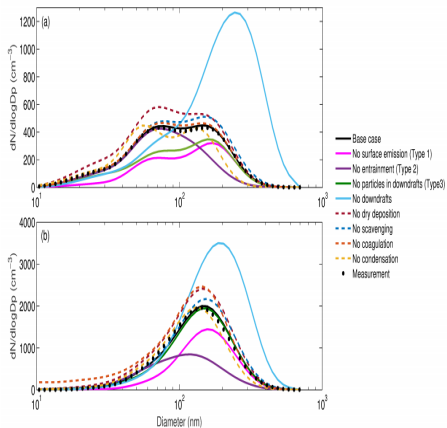 (a)
1200
1000
800
600
400
200
0
dN/dlogDp (cm⁻³)
10¹ 10² 10³
Base case
No surface emission (Type 1)
No entrainment (Type 2)
No particles in downdrafts (Type3)
No downdrafts
No dry deposition
No scavenging
No coagulation
No condensation
Measurement
(b)
4000
3000
2000
1000
0
dN/dlogDp (cm⁻³)
10¹ 10² 10³
Diameter (nm)